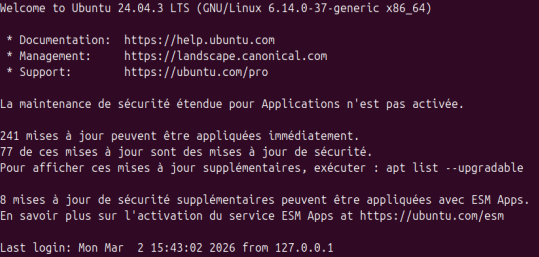 Welcome to Ubuntu 24.04.3 LTS (GNU/Linux 6.14.0-37-generic x86_64)
* Documentation: https://help.ubuntu.com
* Management: https://landscape.canonical.com
* Support: https://ubuntu.com/pro
La maintenance de sécurité étendue pour Applications n'est pas activée.
241 mises à jour peuvent être appliquées immédiatement.
77 de ces mises à jour sont des mises à jour de sécurité.
Pour afficher ces mises à jour supplémentaires, exécuter : apt list --upgradable
8 mises à jour de sécurité supplémentaires peuvent être appliquées avec ESM Apps.
En savoir plus sur l'activation du service ESM Apps at https://ubuntu.com/esm
Last login: Mon Mar  2 15:43:02 2026 from 127.0.0.1